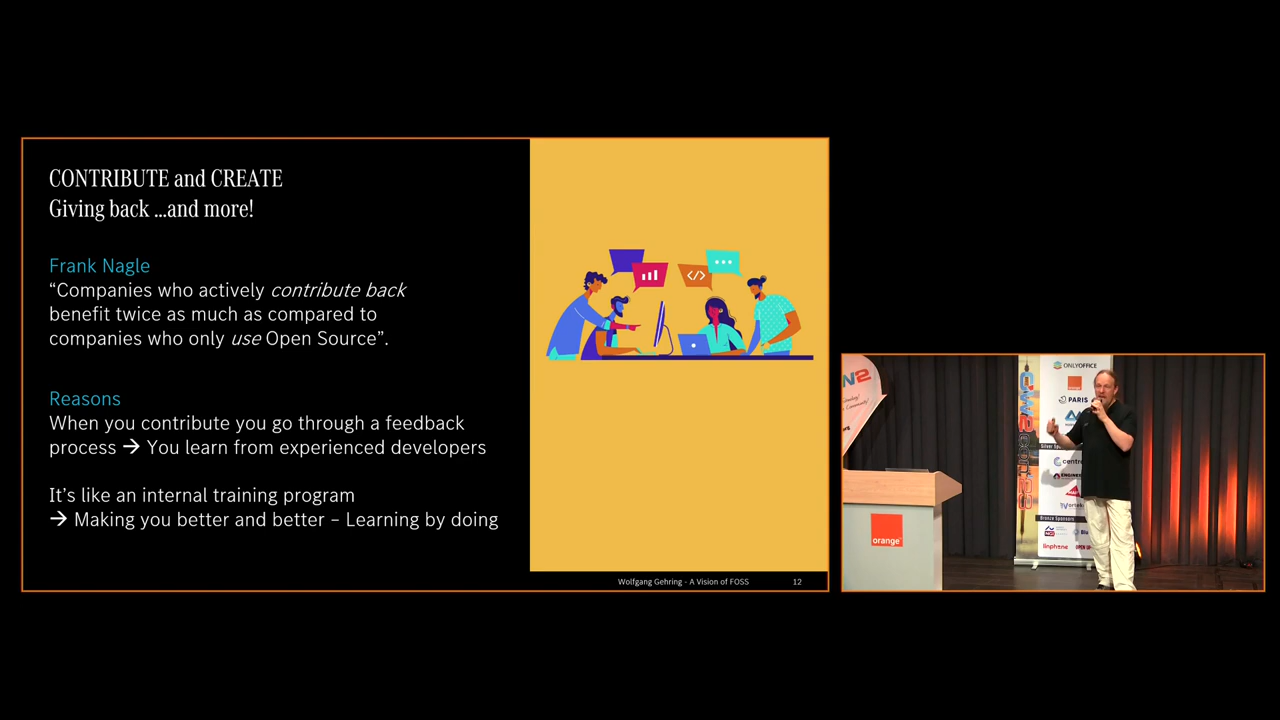 CONTRIBUTE and CREATE
Giving back ...and more!
Frank Nagle
“Companies who actively contribute back
benefit twice as much as compared to
companies who only use Open Source”.
Reasons
When you contribute you go through a feedback
process → You learn from experienced developers
It’s like an internal training program
→ Making you better and better – Learning by doing
</>
Wolfgang Gehring - A Vision of FOSS
12
ONLYOFFICE
PARIS
orange
linphone